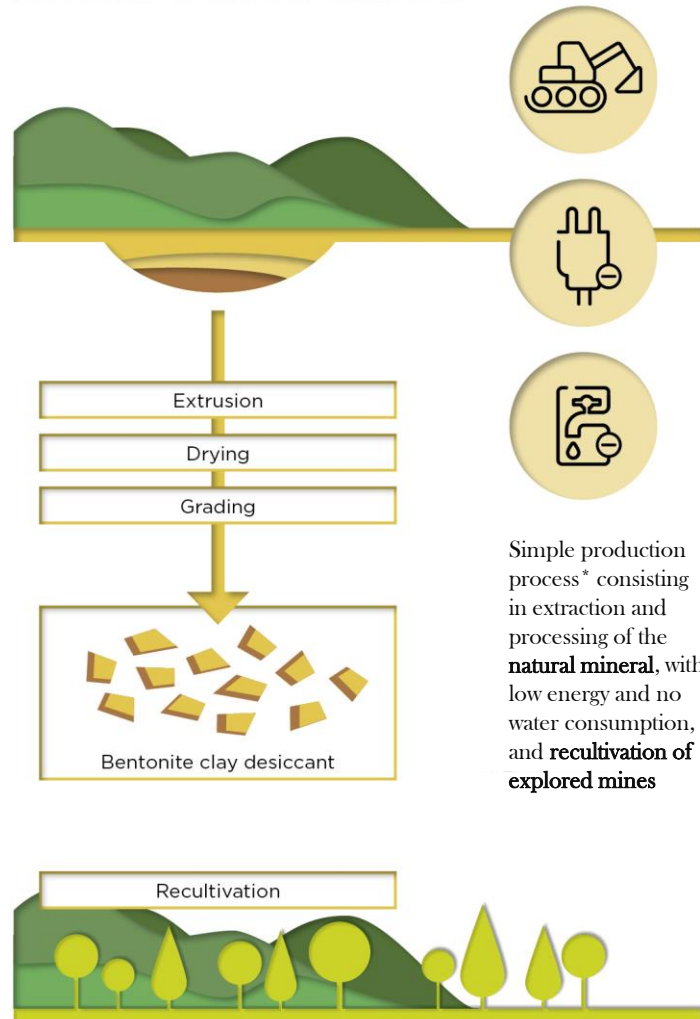 Extrusion
Drying
Grading
Bentonite clay desiccant
Simple production
process* consisting
in extraction and
processing of the
natural mineral, with
low energy and no
water consumption,
and recultivation of
explored mines
Recultivation